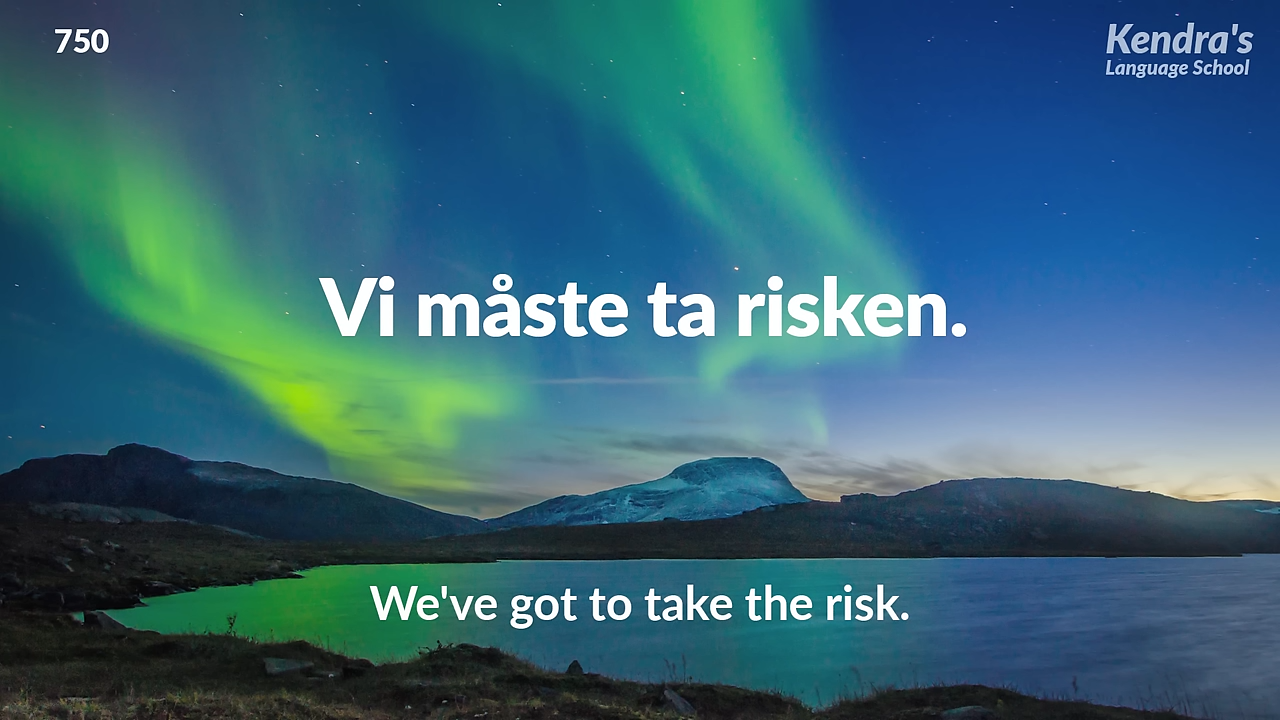 750
Kendra's
Language School
Vi måste ta risken.
We've got to take the risk.